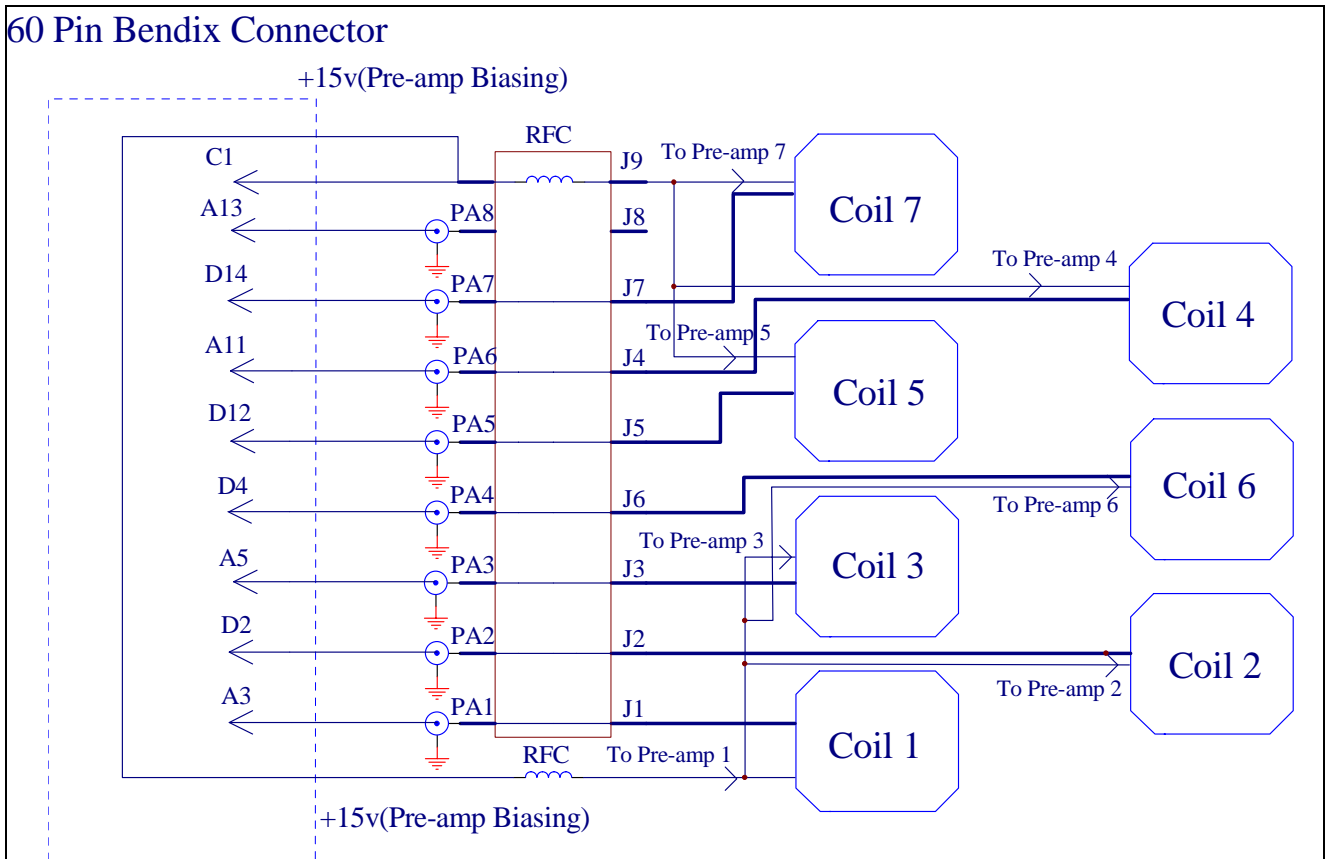 60 Pin Bendix Connector
+15v(Pre-amp Biasing)
RFC
C1
J9
To Pre-amp 7
Coil 7
A13
PA8
J8
D14
PA7
J7
To Pre-amp 4
Coil 4
A11
PA6
J4
To Pre-amp 5
Coil 5
D12
PA5
J5
D4
PA4
J6
To Pre-amp 6
Coil 6
A5
PA3
J3
To Pre-amp 3
Coil 3
D2
PA2
J2
To Pre-amp 2
Coil 2
A3
PA1
J1
Coil 1
RFC
To Pre-amp 1
+15v(Pre-amp Biasing)